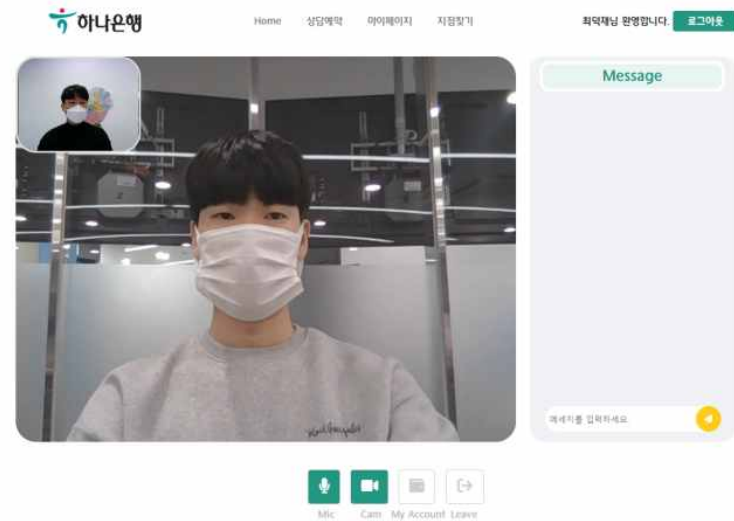 하나은행
Home 상담예약 마이페이지 지점찾기
최덕재님 환영합니다. 로그아웃
Message
메세지를 입력하세요
Mic Cam My Account Leave